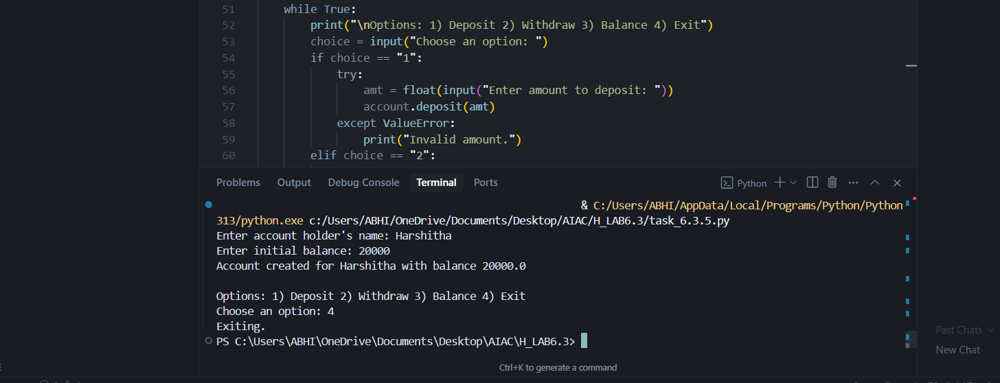 51 while True:
52 print("\nOptions: 1) Deposit 2) Withdraw 3) Balance 4) Exit")
53 choice = input("Choose an option: ")
54 if choice == "1":
55 try:
56 amt = float(input("Enter amount to deposit: "))
57 account.deposit(amt)
58 except ValueError:
59 print("Invalid amount.")
60 elif choice == "2":
Problems Output Debug Console Terminal Ports Python
& C:/Users/ABHI/AppData/Local/Programs/Python/Python
313/python.exe c:/Users/ABHI/OneDrive/Documents/Desktop/AIAC/H_LAB6.3/task_6.3.5.py
Enter account holder's name: Harshitha
Enter initial balance: 20000
Account created for Harshitha with balance 20000.0
Options: 1) Deposit 2) Withdraw 3) Balance 4) Exit
Choose an option: 4
Exiting.
PS C:\Users\ABHI\OneDrive\Documents\Desktop\AIAC\H_LAB6.3>
Past Chats
New Chat
Ctrl+K to generate a command